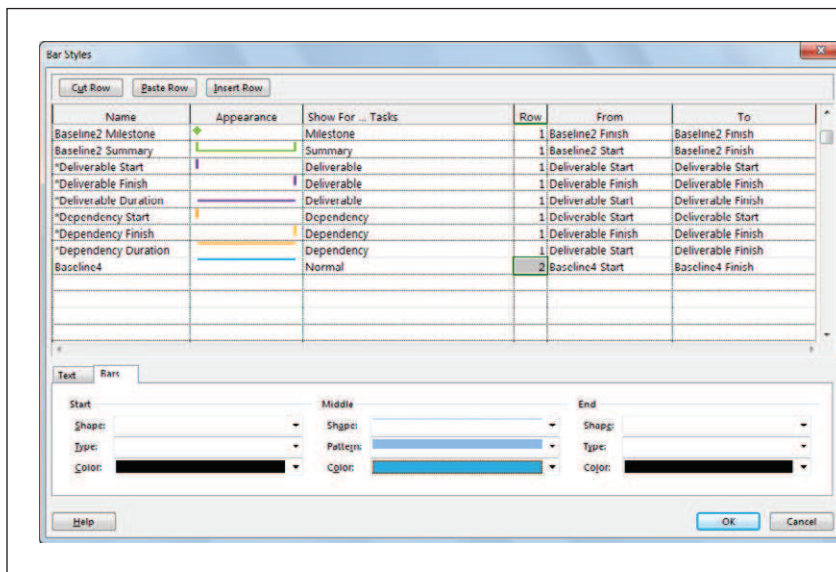 Bar Styles
Cut Row Paste Row Insert Row
Name Appearance Show For ... Tasks Row From To
Baseline2 Milestone Milestone 1 Baseline2 Finish Baseline2 Finish
Baseline2 Summary Summary 1 Baseline2 Start Baseline2 Finish
*Deliverable Start Deliverable 1 Deliverable Start Deliverable Start
*Deliverable Finish Deliverable 1 Deliverable Finish Deliverable Finish
*Deliverable Duration Deliverable 1 Deliverable Start Deliverable Finish
*Dependency Start Dependency 1 Deliverable Start Deliverable Start
*Dependency Finish Dependency 1 Deliverable Finish Deliverable Finish
*Dependency Duration Dependency 1 Deliverable Start Deliverable Finish
Baseline4 Normal 2 Baseline4 Start Baseline4 Finish
Text Bars
Start Middle End
Shape: Shape: Shape:
Type: Pattern: Type:
Color: Color: Color:
Help OK Cancel